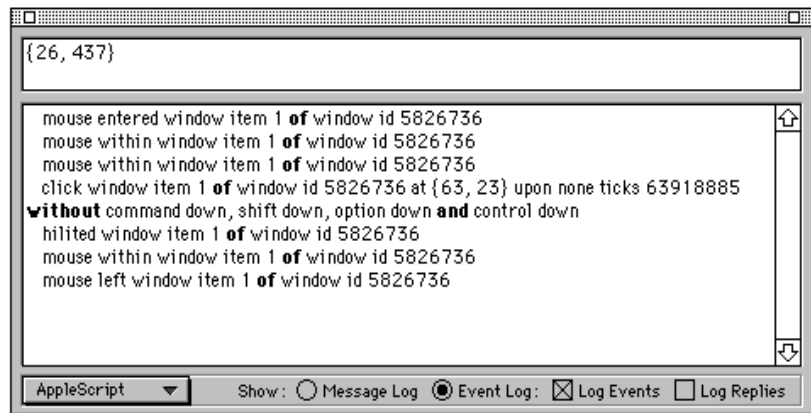 {26, 437}
mouse entered window item 1 of window id 5826736
mouse within window item 1 of window id 5826736
mouse within window item 1 of window id 5826736
click window item 1 of window id 5826736 at {63, 23} upon none ticks 63918885
without command down, shift down, option down and control down
hilited window item 1 of window id 5826736
mouse within window item 1 of window id 5826736
mouse left window item 1 of window id 5826736
AppleScript Show: Message Log Event Log: Log Events Log Replies